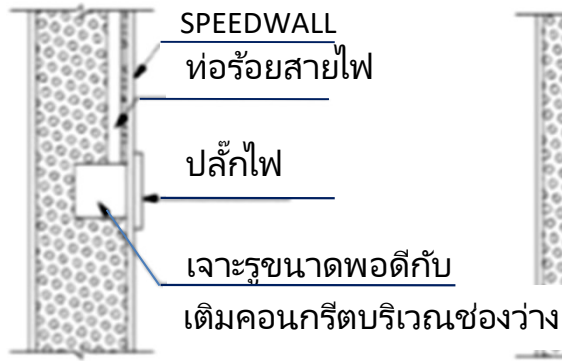 SPEEDWALL
ท่อร้อยสายไฟ
ปลั๊กไฟ
เจาะรูขนาดพอดีกับ
เติมคอนกรีตบริเวณช่องว่าง